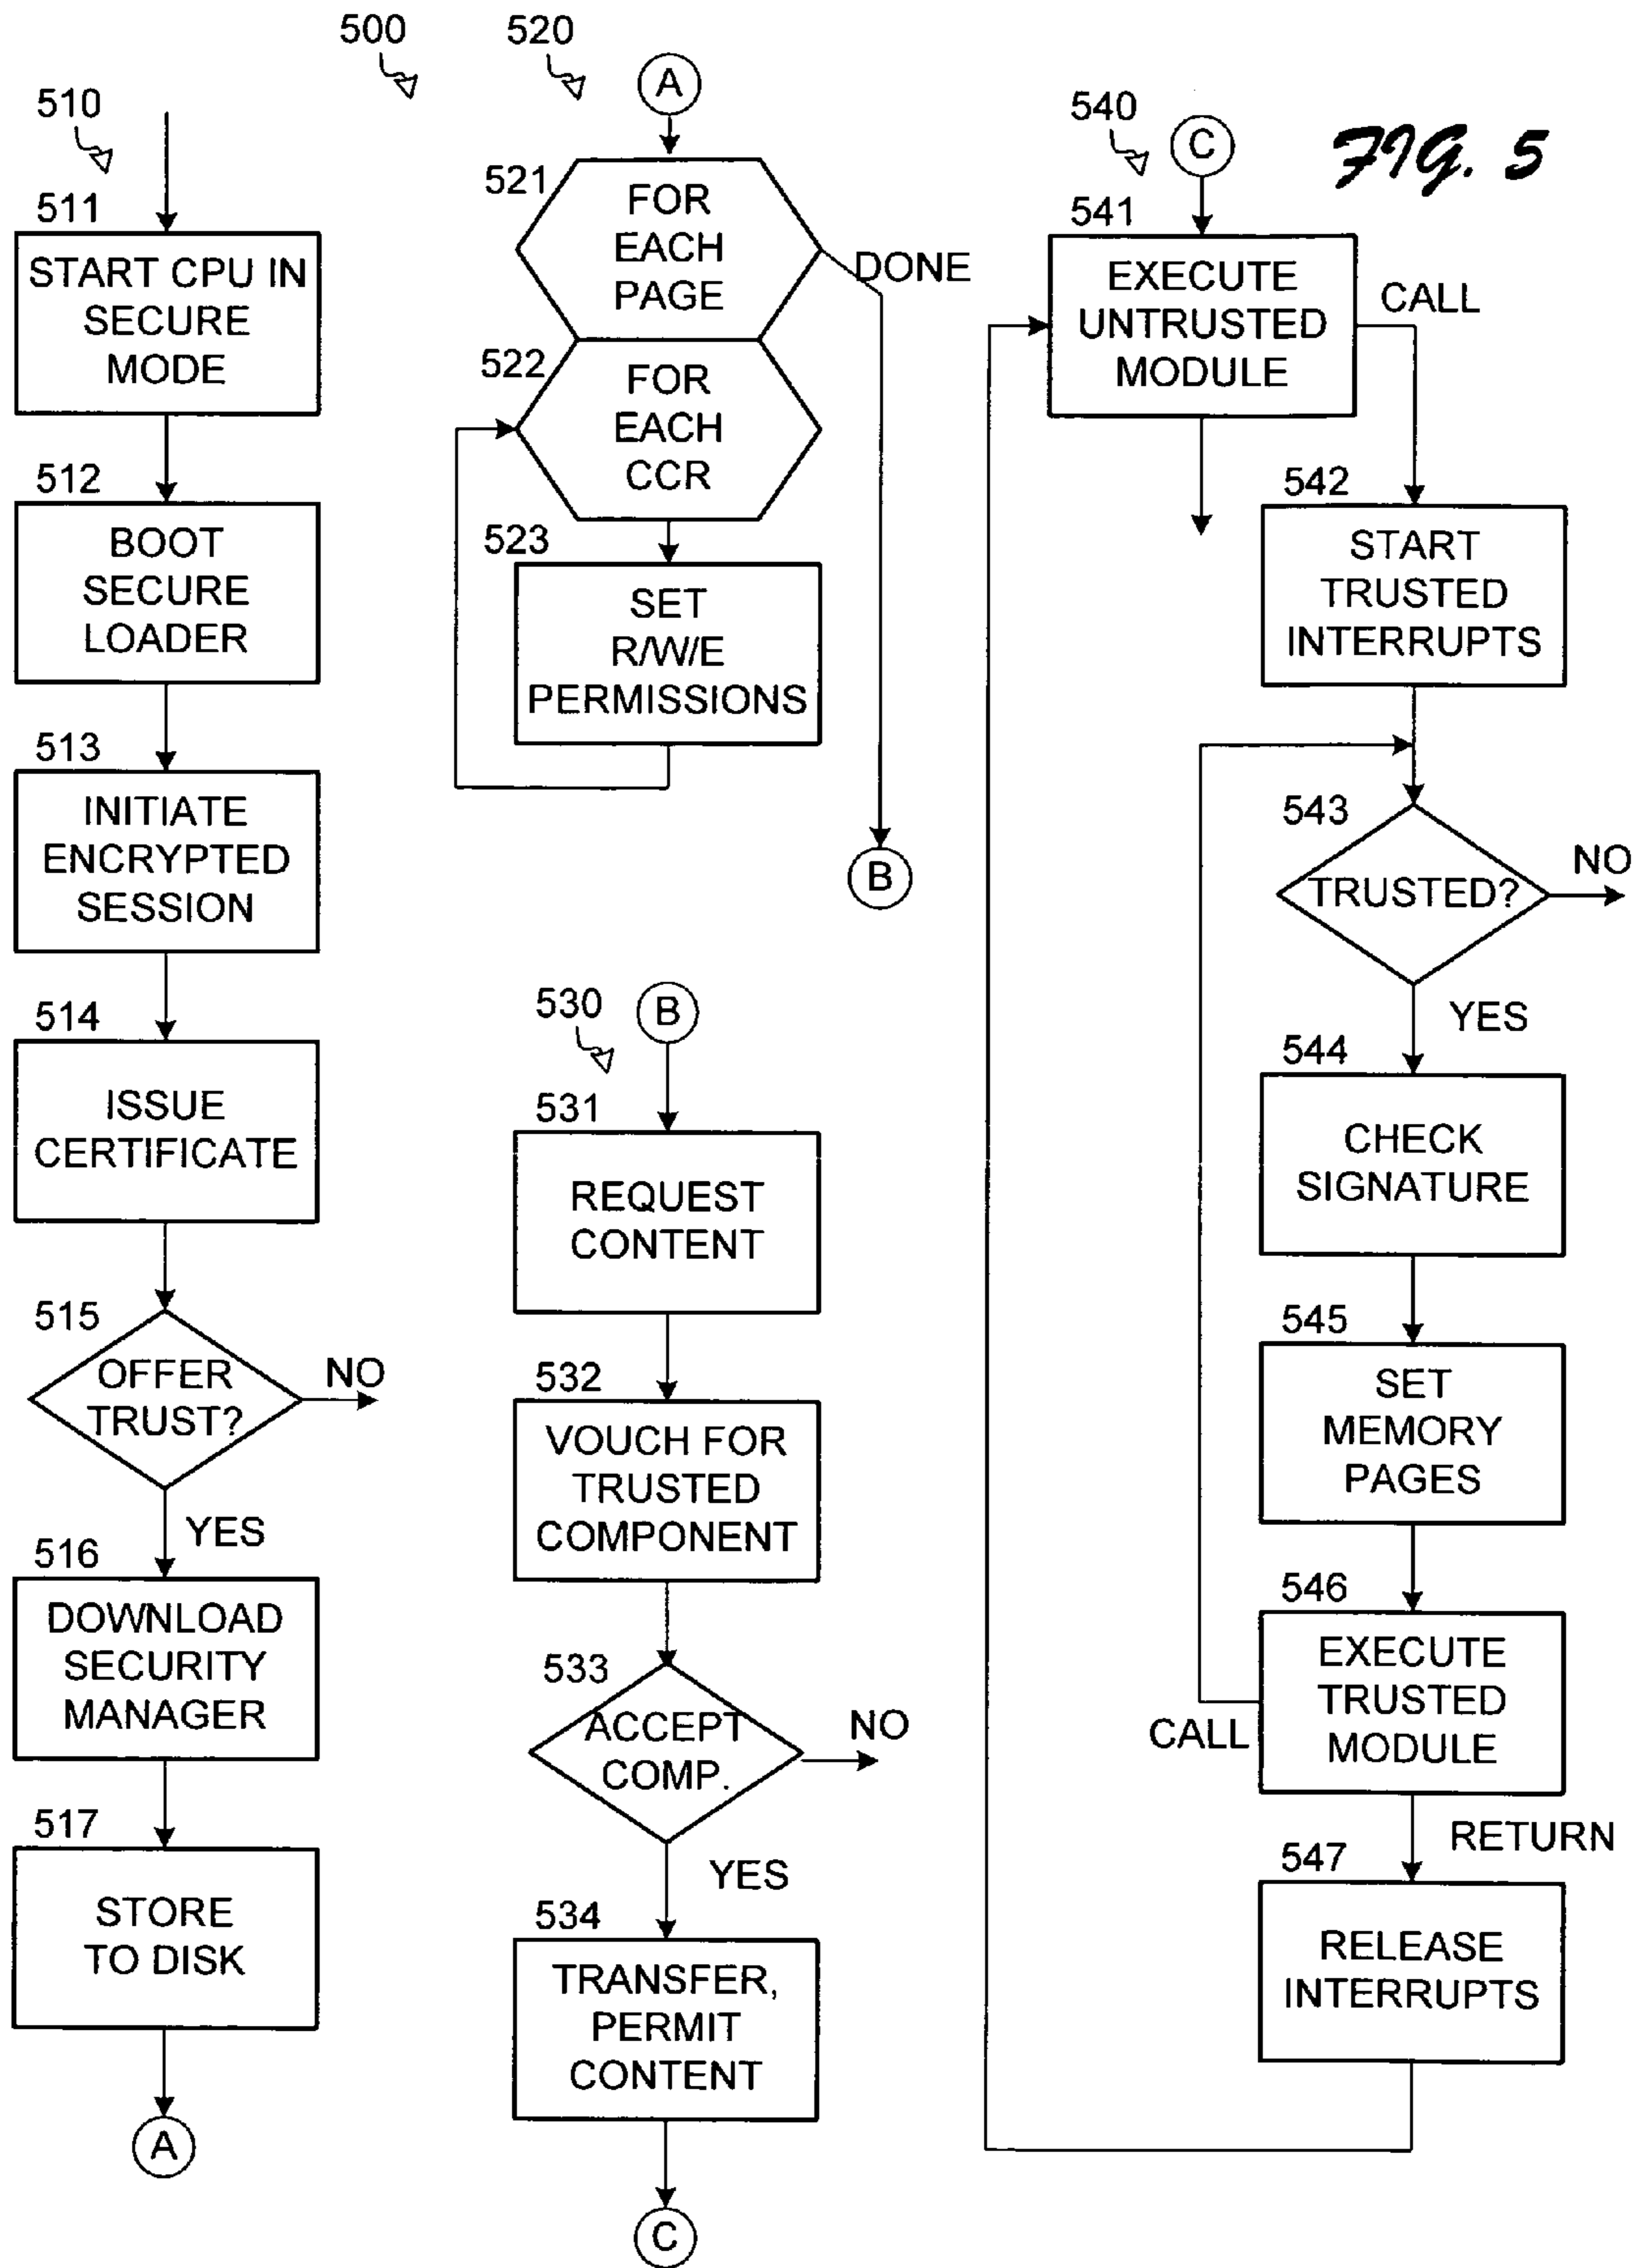 500
510
511
START CPU IN
SECURE
MODE
512
BOOT
SECURE
LOADER
513
INITIATE
ENCRYPTED
SESSION
514
ISSUE
CERTIFICATE
515
OFFER
TRUST?
NO
YES
516
DOWNLOAD
SECURITY
MANAGER
517
STORE
TO DISK
A
520
A
521
FOR
EACH
PAGE
DONE
522
FOR
EACH
CCR
523
SET
R/W/E
PERMISSIONS
B
530
B
531
REQUEST
CONTENT
532
VOUCH FOR
TRUSTED
COMPONENT
533
ACCEPT
COMP.
NO
YES
534
TRANSFER,
PERMIT
CONTENT
C
540
C
FIG. 5
541
EXECUTE
UNTRUSTED
MODULE
CALL
542
START
TRUSTED
INTERRUPTS
543
TRUSTED?
NO
YES
544
CHECK
SIGNATURE
545
SET
MEMORY
PAGES
546
EXECUTE
TRUSTED
MODULE
CALL
RETURN
547
RELEASE
INTERRUPTS